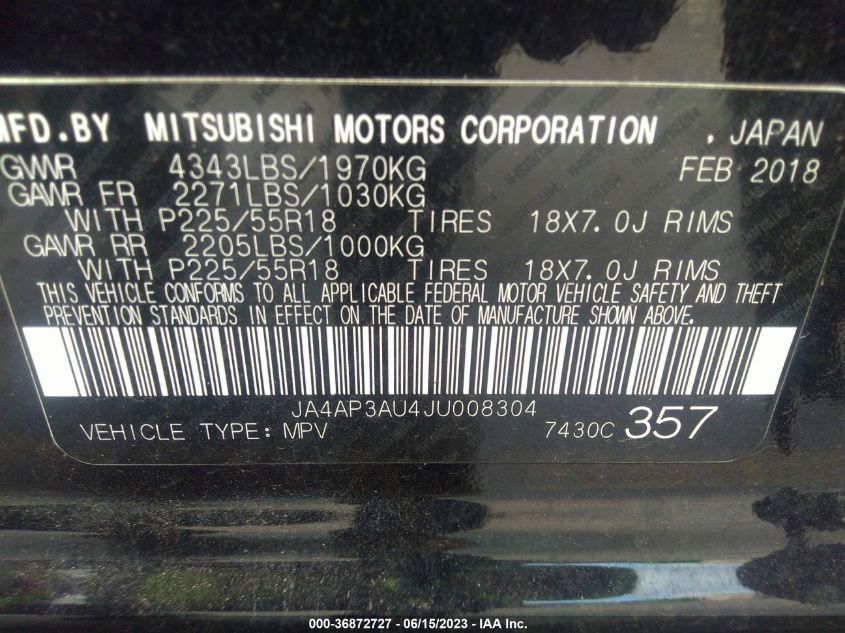 MFD.BY MITSUBISHI MOTORS CORPORATION , JAPAN
GVWR 4343LBS/1970KG FEB 2018
GAWR FR 2271LBS/1030KG
WITH P225/55R18 TIRES 18X7.0J RIMS
GAWR RR 2205LBS/1000KG
WITH P225/55R18 TIRES 18X7.0J RIMS
THIS VEHICLE CONFORMS TO ALL APPLICABLE FEDERAL MOTOR VEHICLE SAFETY AND THEFT
PREVENTION STANDARDS IN EFFECT ON THE DATE OF MANUFACTURE SHOWN ABOVE.
JA4AP3AU4JU008304
VEHICLE TYPE: MPV 7430C 357
000-36872727 - 06/15/2023 - IAA Inc.